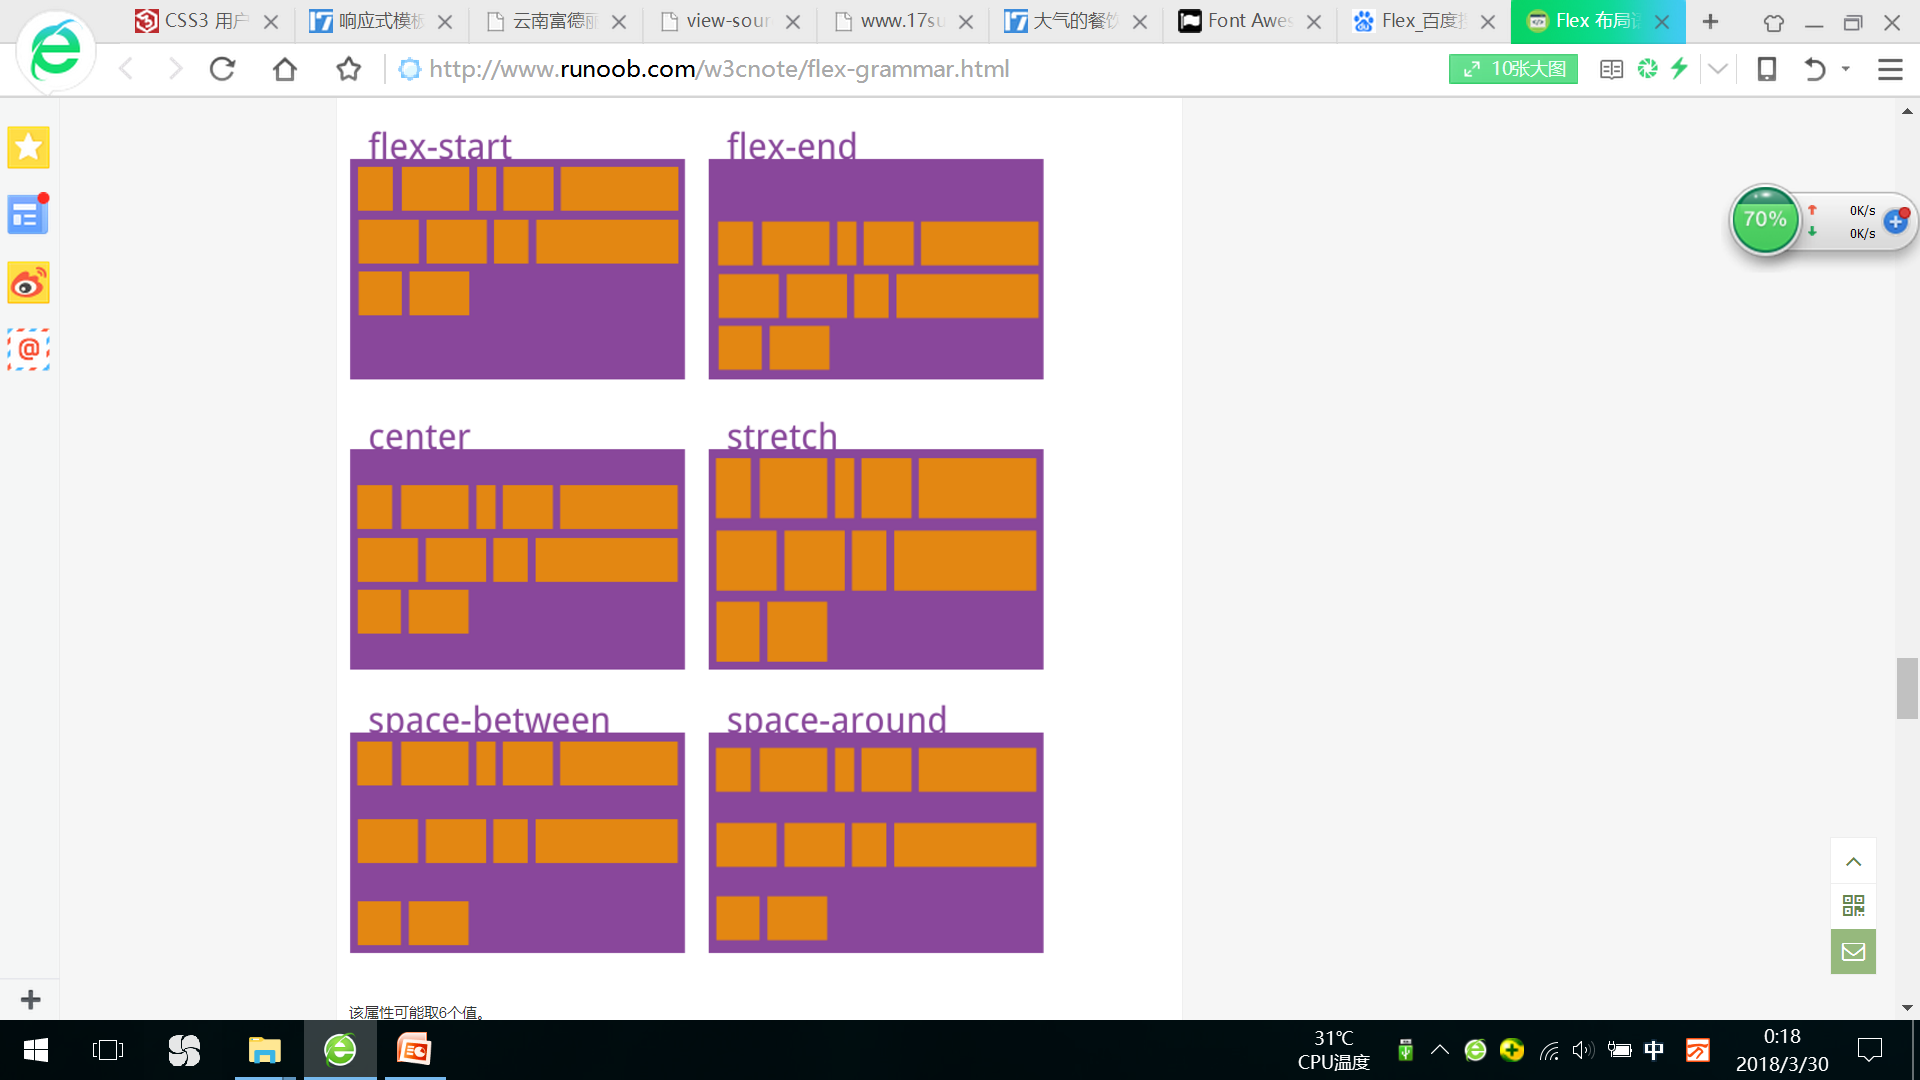 CSS3 用户
响应式模板
云南富德丽
view-sour
www.17su
大气的餐饮
Font Awes
Flex_百度搜
Flex 布局语
http://www.runoob.com/w3cnote/flex-grammar.html
10张大图
flex-start
flex-end
70%
0K/s
0K/s
center
stretch
space-between
space-around
该属性可能取6个值。
31℃
CPU温度
中
0:18
2018/3/30